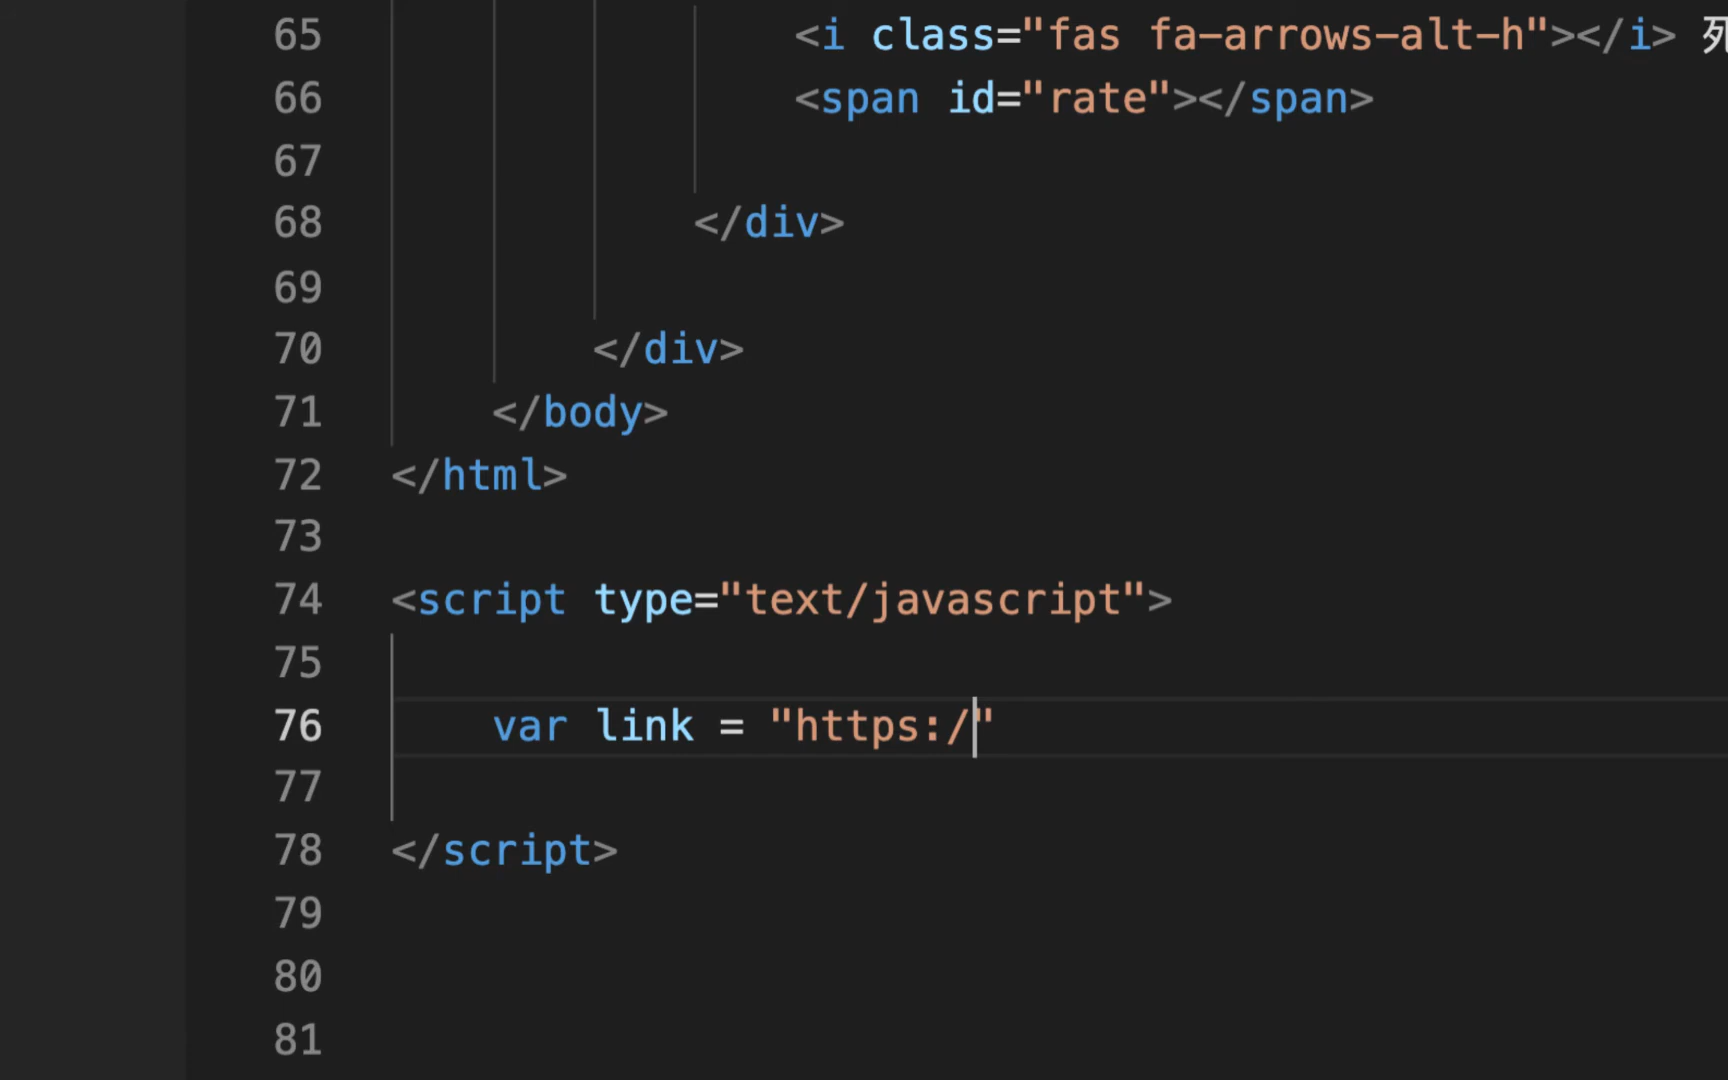 65 <i class="fas fa-arrows-alt-h"></i>
66 <span id="rate"></span>
67
68 </div>
69
70 </div>
71 </body>
72 </html>
73
74 <script type="text/javascript">
75
76 var link = "https:/"
77
78 </script>
79
80
81